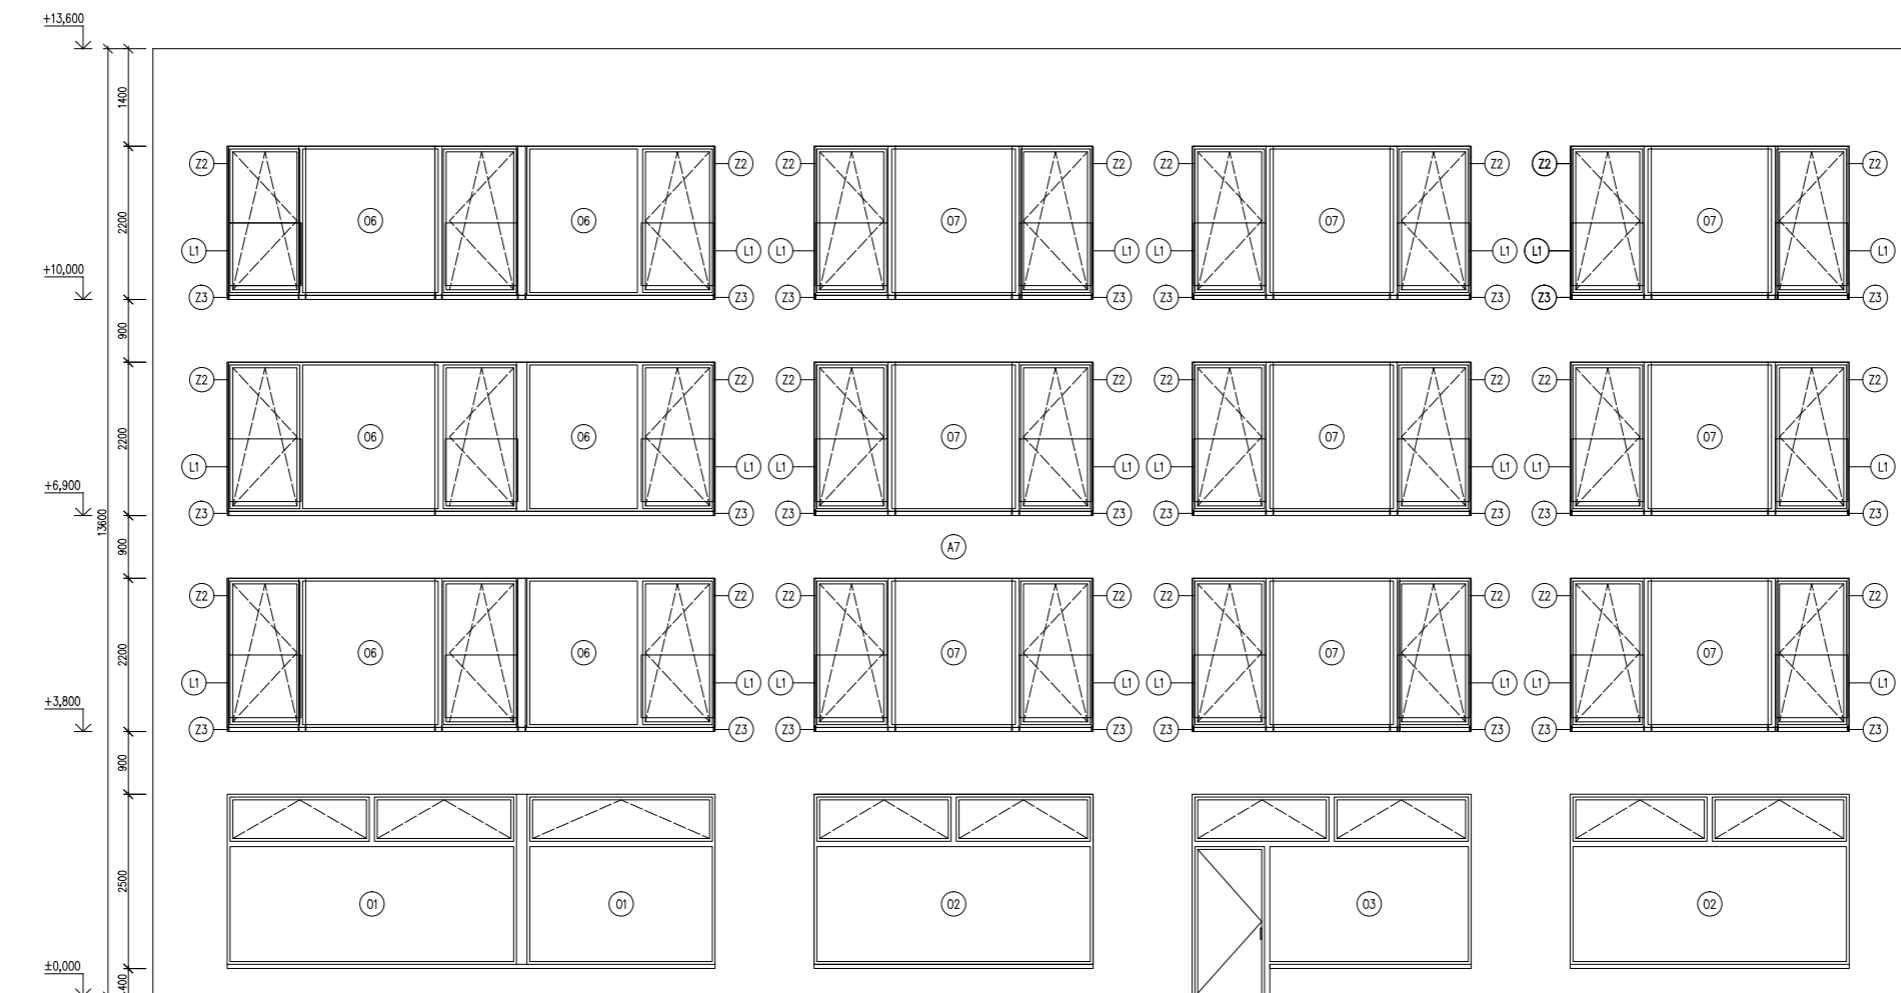 +13,600
1400
Z2 Z2 Z2 Z2 Z2 Z2 Z2 Z2
2200
06 06 07 07 07
L1 L1 L1 L1 L1 L1 L1 L1
+10,000
Z3 Z3 Z3 Z3 Z3 Z3 Z3 Z3
900
Z2 Z2 Z2 Z2 Z2 Z2 Z2 Z2
2200
06 06 07 07 07
L1 L1 L1 L1 L1 L1 L1 L1
+6,900
Z3 Z3 Z3 Z3 Z3 Z3 Z3 Z3
13600
900
A7
Z2 Z2 Z2 Z2 Z2 Z2 Z2 Z2
2200
06 06 07 07 07
L1 L1 L1 L1 L1 L1 L1 L1
+3,800
Z3 Z3 Z3 Z3 Z3 Z3 Z3 Z3
900
2500
01 01 02 03 02
±0,000